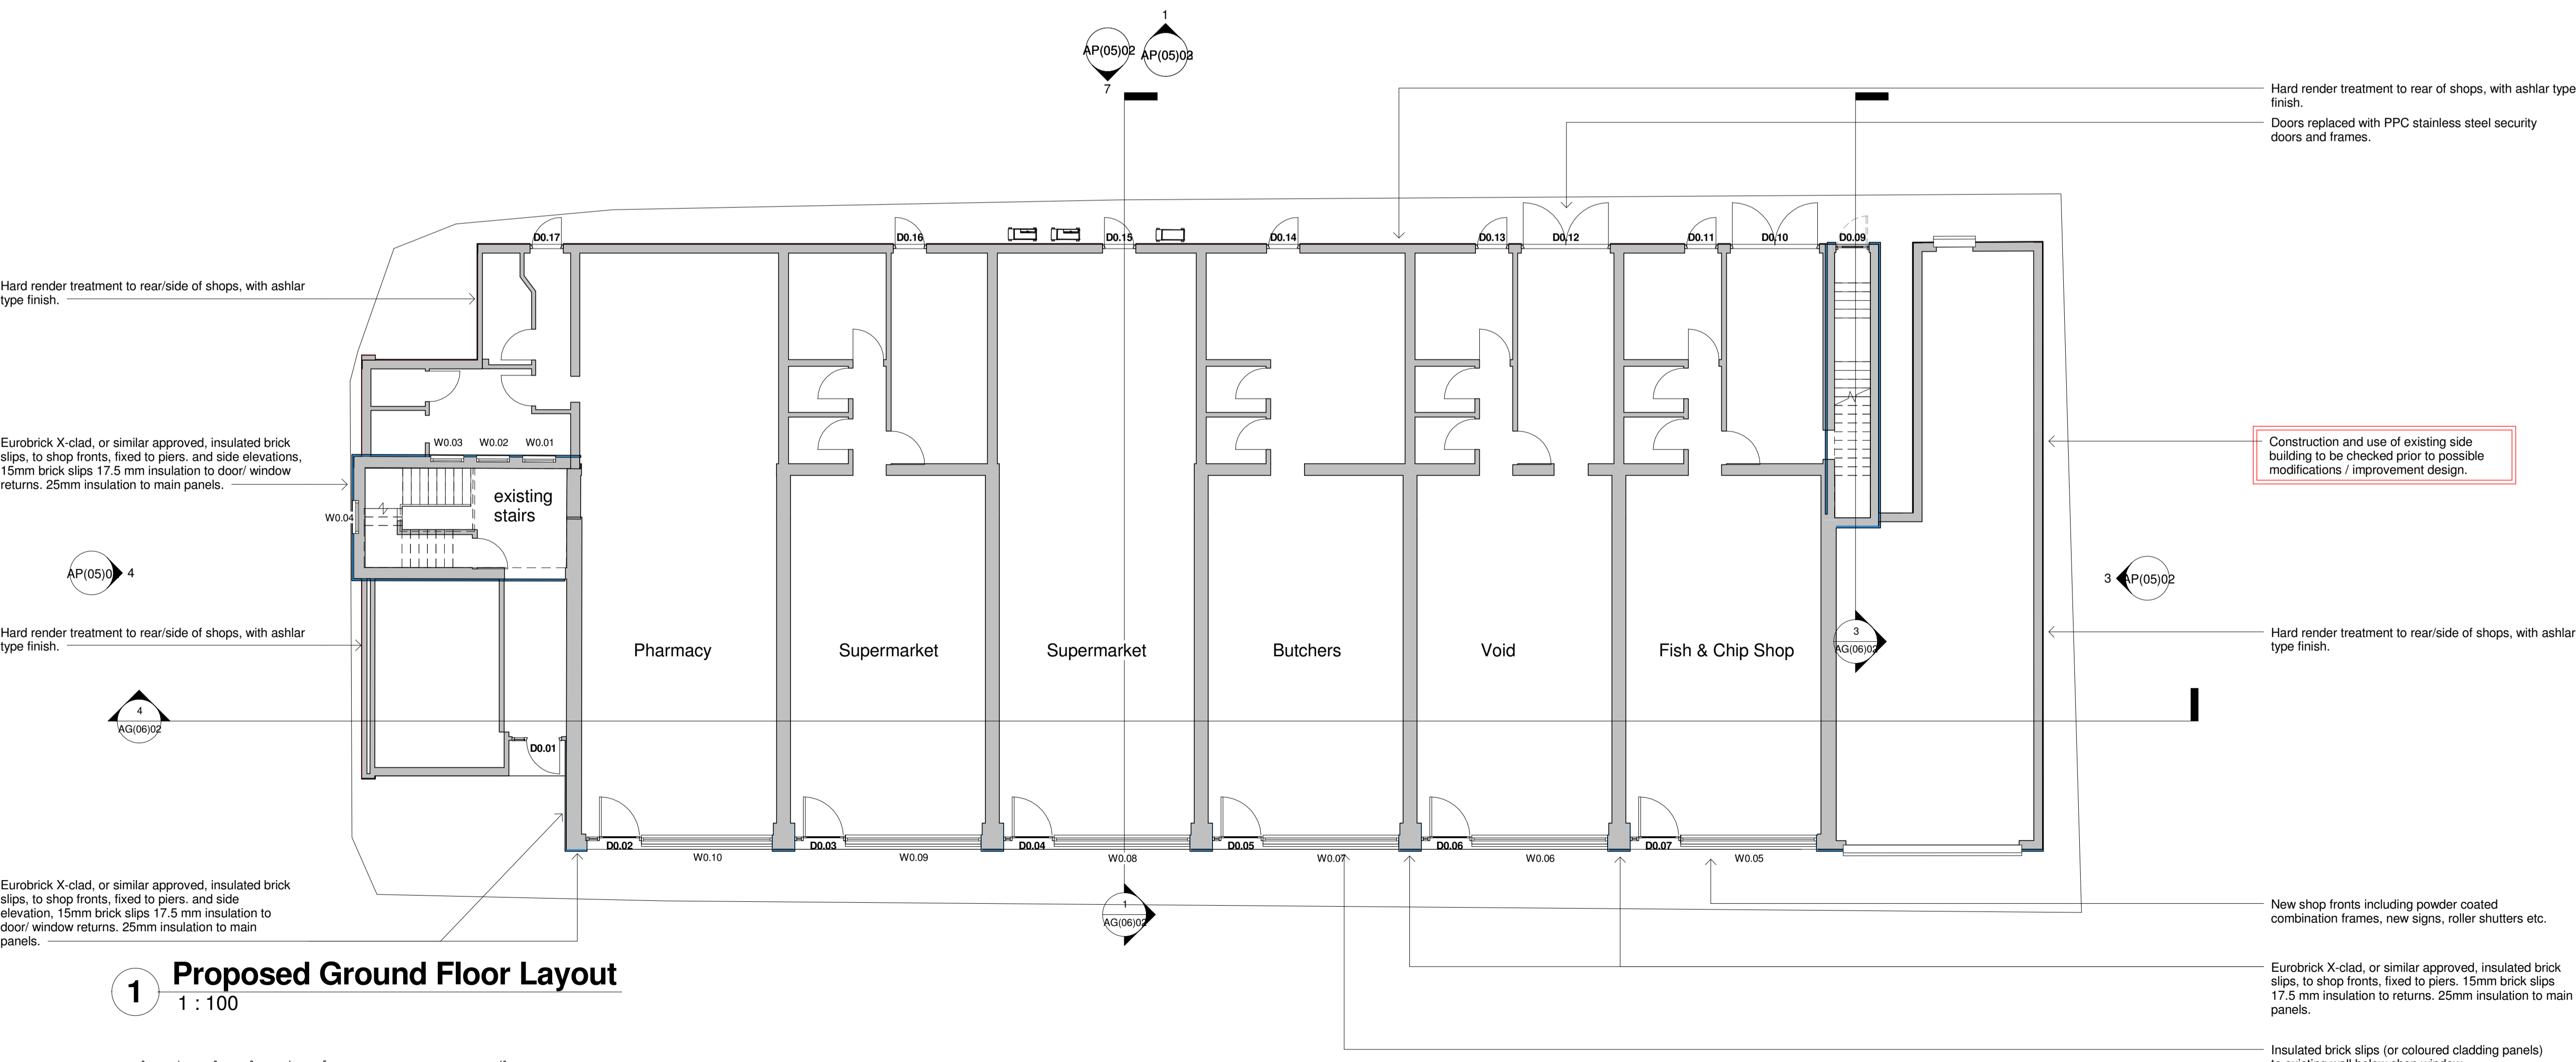 1
AP(05)02
AP(05)02
7
Hard render treatment to rear of shops, with ashlar type
finish.
Doors replaced with PPC stainless steel security
doors and frames.
D0.17
D0.16
D0.15
D0.14
D0.13
D0.12
D0.11
D0.10
D0.09
Hard render treatment to rear/side of shops, with ashlar
type finish.
Eurobrick X-clad, or similar approved, insulated brick
slips, to shop fronts, fixed to piers. and side elevations,
15mm brick slips 17.5 mm insulation to door/ window
returns. 25mm insulation to main panels.
W0.03
W0.02
W0.01
Construction and use of existing side
building to be checked prior to possible
modifications / improvement design.
existing
stairs
W0.04
AP(05)0
4
3
AP(05)02
Hard render treatment to rear/side of shops, with ashlar
type finish.
Pharmacy
Supermarket
Supermarket
Butchers
Void
Fish & Chip Shop
3
AG(06)02
Hard render treatment to rear/side of shops, with ashlar
type finish.
4
AG(06)02
D0.01
D0.02
W0.10
D0.03
W0.09
D0.04
W0.08
D0.05
W0.07
D0.06
W0.06
D0.07
W0.05
Eurobrick X-clad, or similar approved, insulated brick
slips, to shop fronts, fixed to piers. and side
elevation, 15mm brick slips 17.5 mm insulation to
door/ window returns. 25mm insulation to main
panels.
1
AG(06)02
New shop fronts including powder coated
combination frames, new signs, roller shutters etc.
1
Proposed Ground Floor Layout
1 : 100
Eurobrick X-clad, or similar approved, insulated brick
slips, to shop fronts, fixed to piers. 15mm brick slips
17.5 mm insulation to returns. 25mm insulation to main
panels.
Insulated brick slips (or coloured cladding panels)
to existing wall below shop window